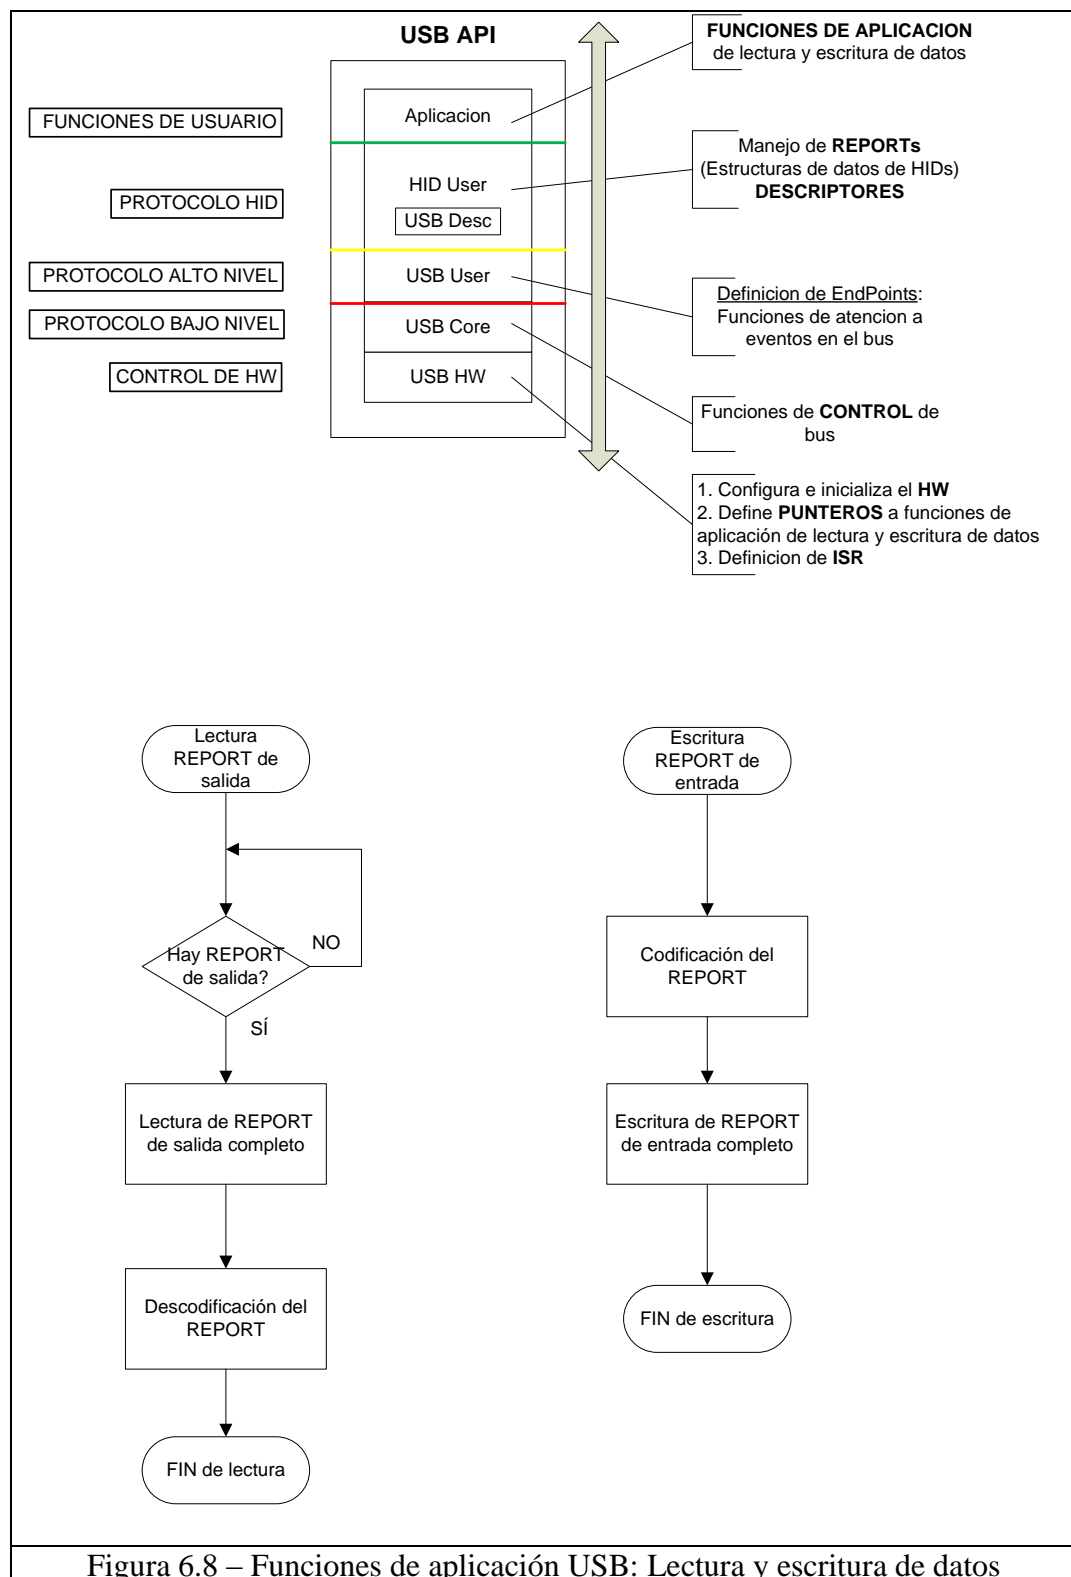 USB API
FUNCIONES DE USUARIO
PROTOCOLO HID
PROTOCOLO ALTO NIVEL
PROTOCOLO BAJO NIVEL
CONTROL DE HW
Aplicacion
HID User
USB Desc
USB User
USB Core
USB HW
FUNCIONES DE APLICACION
de lectura y escritura de datos
Manejo de REPORTs
(Estructuras de datos de HIDs)
DESCRIPTORES
Definicion de EndPoints:
Funciones de atencion a
eventos en el bus
Funciones de CONTROL de
bus
1. Configura e inicializa el HW
2. Define PUNTEROS a funciones de
aplicación de lectura y escritura de datos
3. Definicion de ISR
Lectura
REPORT de
salida
Hay REPORT
de salida?
NO
SÍ
Lectura de REPORT
de salida completo
Descodificación del
REPORT
FIN de lectura
Escritura
REPORT de
entrada
Codificación del
REPORT
Escritura de REPORT
de entrada completo
FIN de escritura
Figura 6.8 – Funciones de aplicación USB: Lectura y escritura de datos